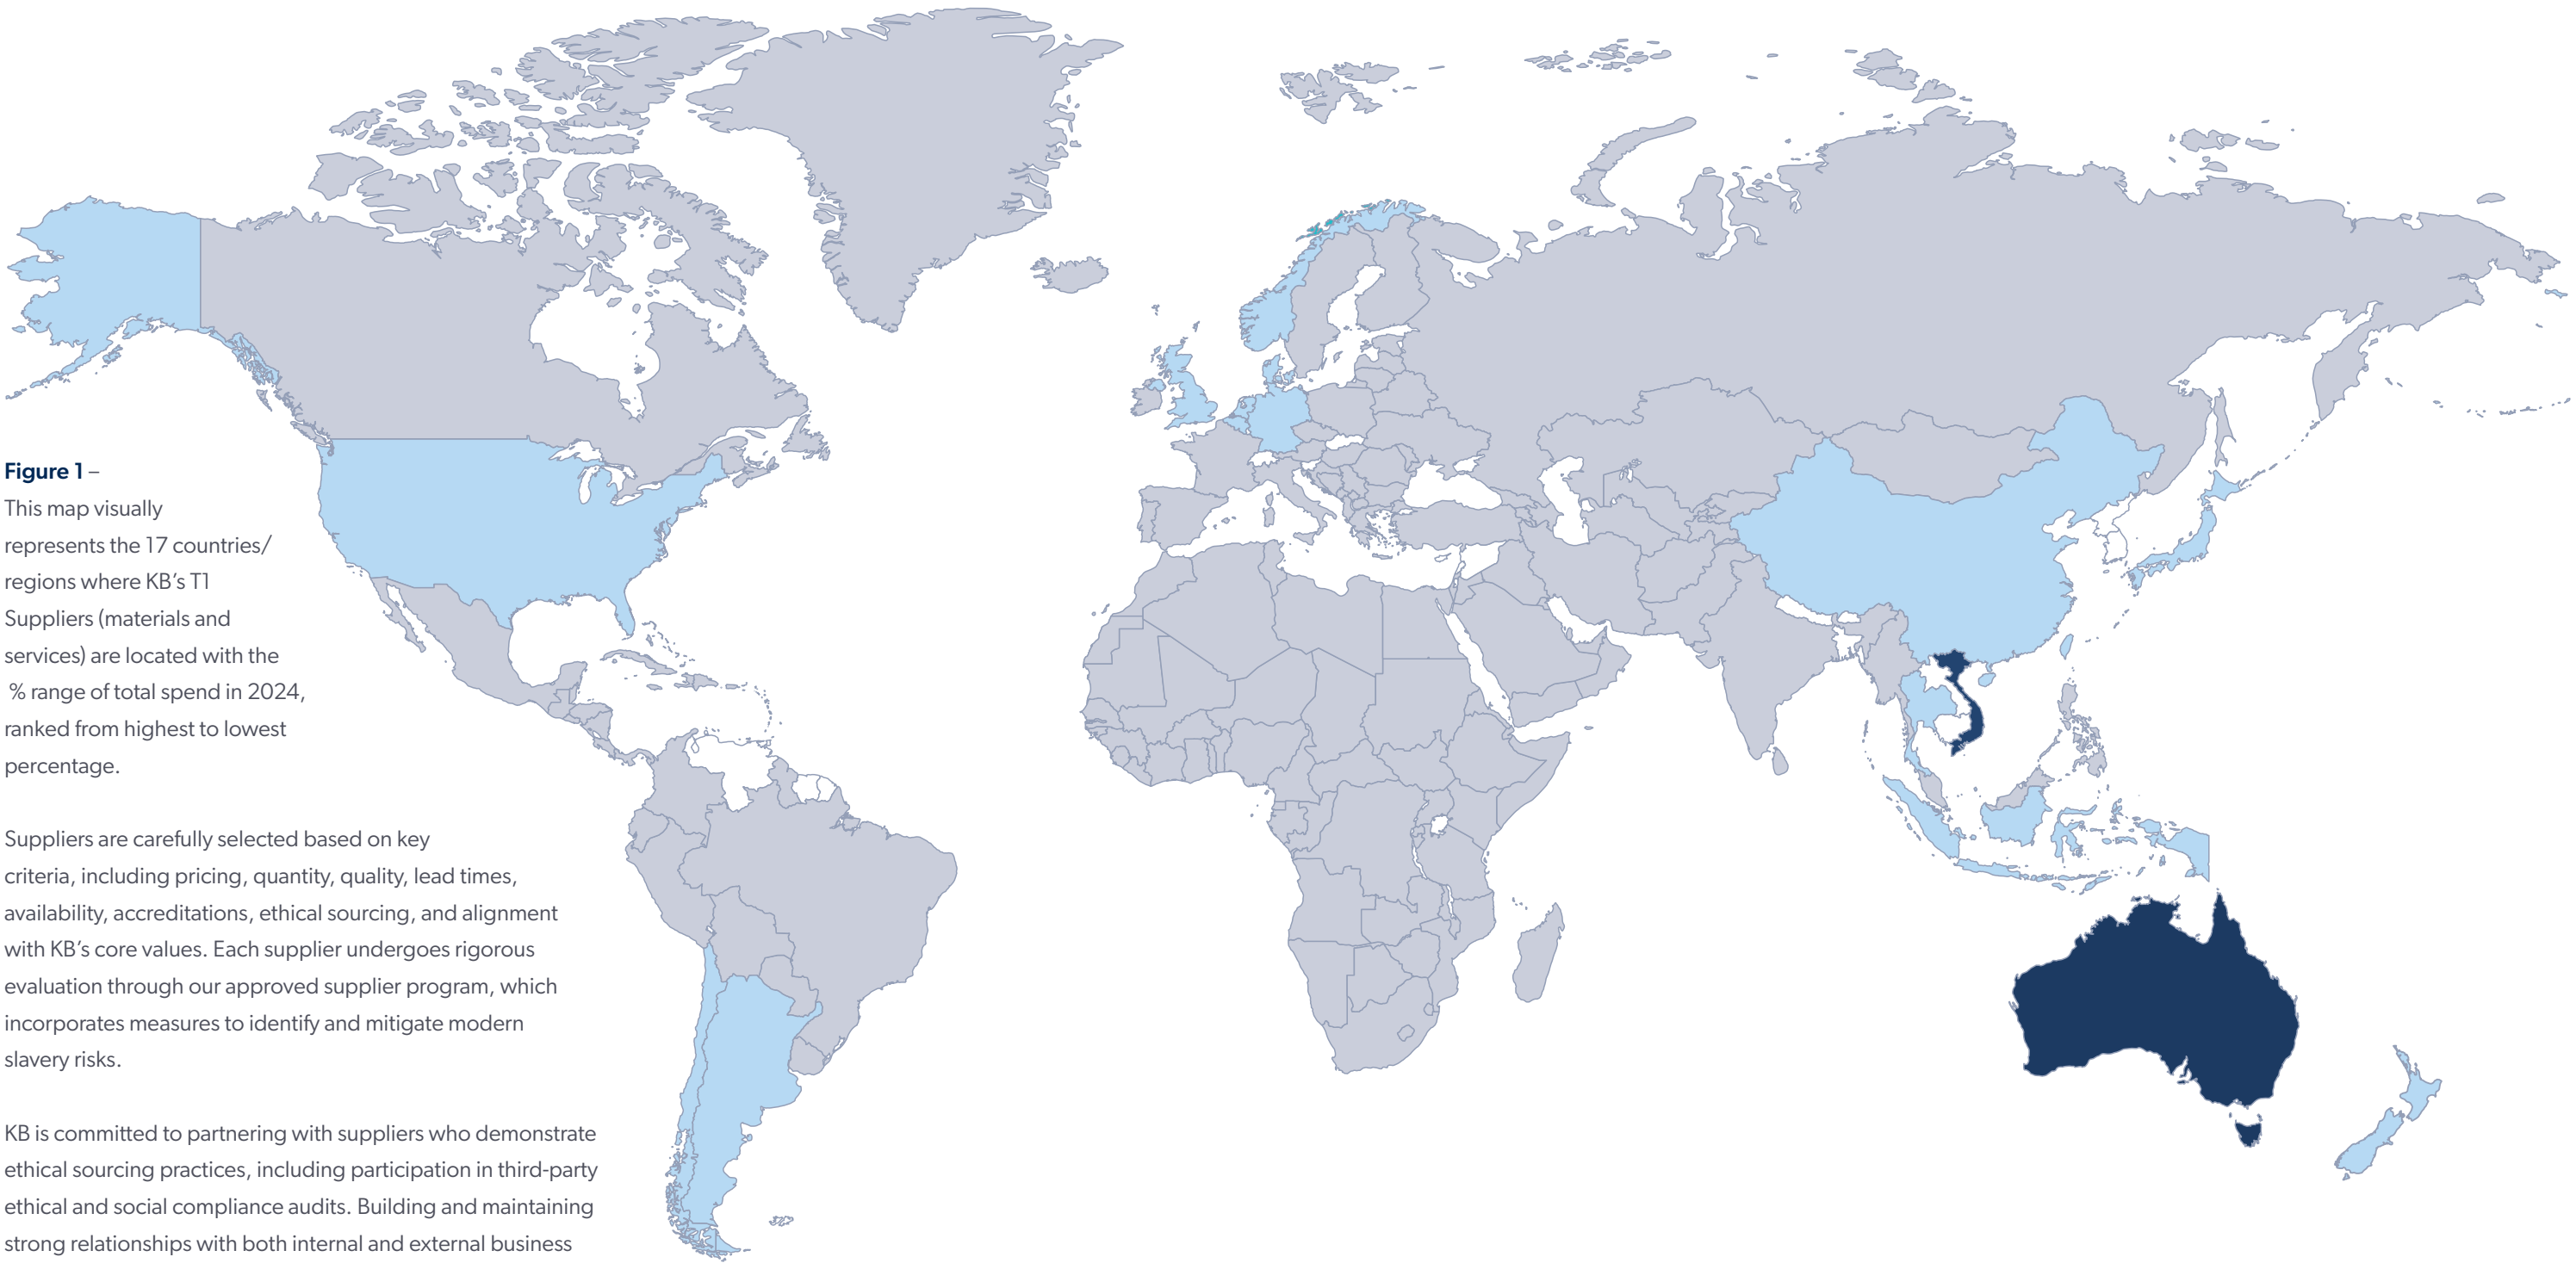 Figure 1 –
This map visually
represents the 17 countries/
regions where KB's T1
Suppliers (materials and
services) are located with the
% range of total spend in 2024,
ranked from highest to lowest
percentage.
Suppliers are carefully selected based on key
criteria, including pricing, quantity, quality, lead times,
availability, accreditations, ethical sourcing, and alignment
with KB's core values. Each supplier undergoes rigorous
evaluation through our approved supplier program, which
incorporates measures to identify and mitigate modern
slavery risks.
KB is committed to partnering with suppliers who demonstrate
ethical sourcing practices, including participation in third-party
ethical and social compliance audits. Building and maintaining
strong relationships with both internal and external business